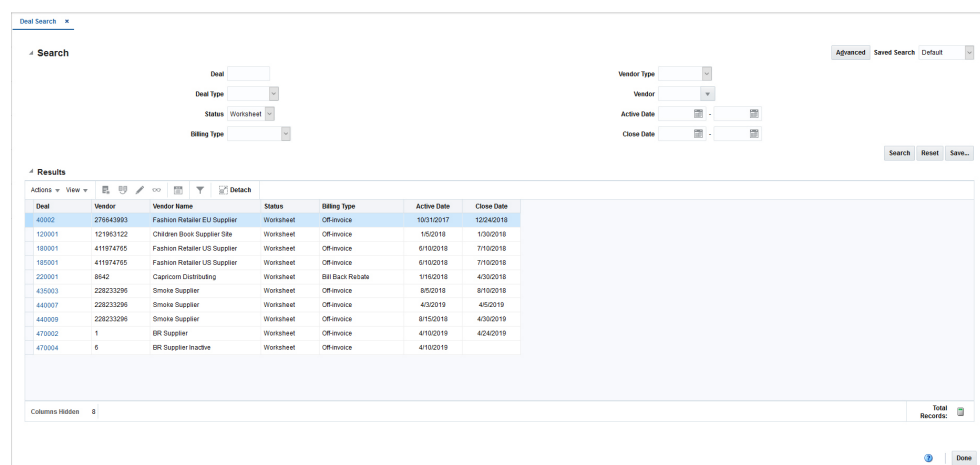 Deal Search ×
Search
Advanced Saved Search Default
Deal
Vendor Type
Deal Type
Vendor
Status Worksheet
Active Date -
Billing Type
Close Date -
Search Reset Save...
Results
Actions View Detach
Deal Vendor Vendor Name Status Billing Type Active Date Close Date
40002 276643993 Fashion Retailer EU Supplier Worksheet Off-invoice 10/31/2017 12/24/2018
120001 121963122 Children Book Supplier Site Worksheet Off-invoice 1/5/2018 1/30/2018
180001 411974765 Fashion Retailer US Supplier Worksheet Off-invoice 6/10/2018 7/10/2018
185001 411974765 Fashion Retailer US Supplier Worksheet Off-invoice 6/10/2018 7/10/2018
220001 8642 Capricorn Distributing Worksheet Bill Back Rebate 1/16/2018 4/30/2018
435003 228233296 Smoke Supplier Worksheet Off-invoice 8/5/2018 8/10/2018
440007 228233296 Smoke Supplier Worksheet Off-invoice 4/3/2019 4/5/2019
440009 228233296 Smoke Supplier Worksheet Off-invoice 8/15/2018 4/30/2019
470002 1 BR Supplier Worksheet Off-invoice 4/10/2019 4/24/2019
470004 6 BR Supplier Inactive Worksheet Off-invoice 4/10/2019
Columns Hidden 8
Total Records:
Done